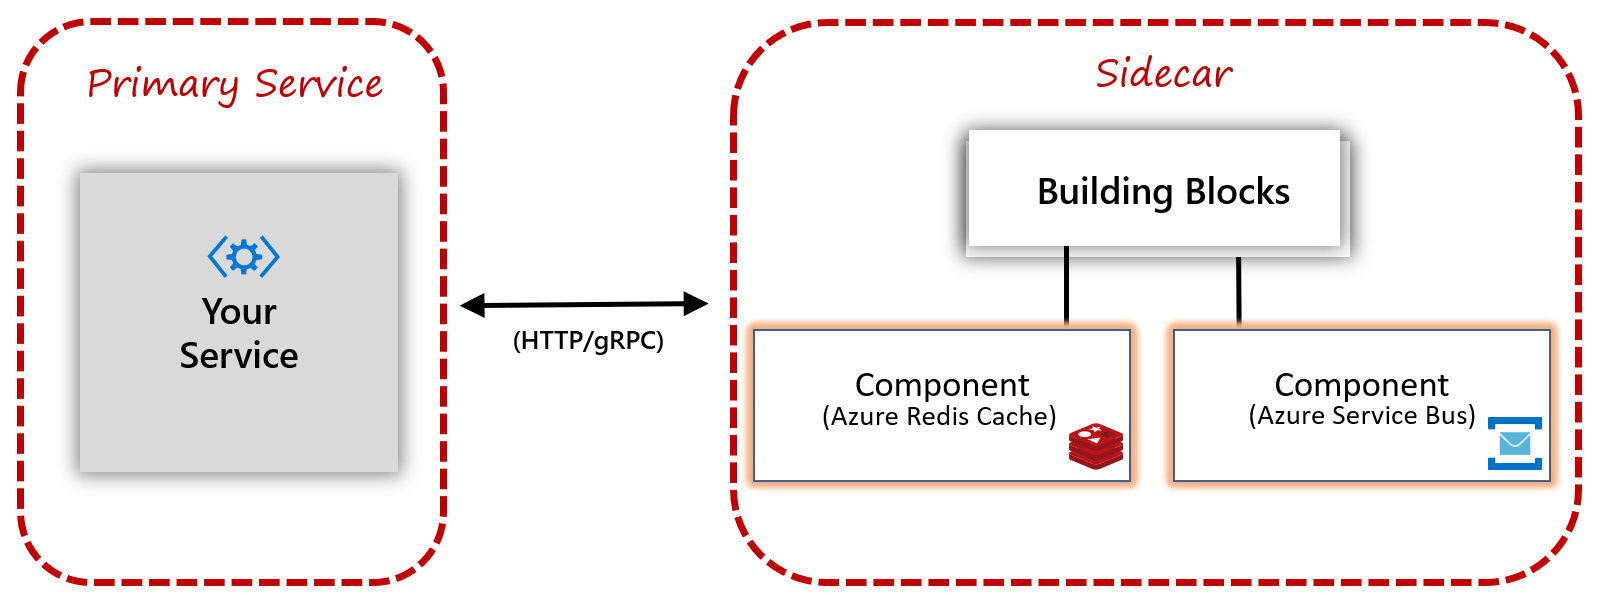 Primary Service
Your
Service
(HTTP/gRPC)
Sidecar
Building Blocks
Component
(Azure Redis Cache)
Component
(Azure Service Bus)